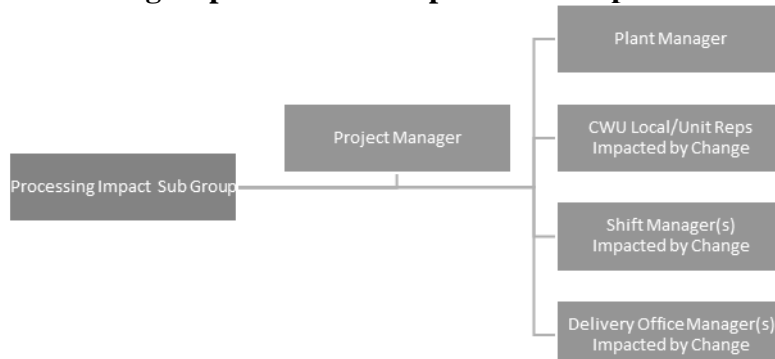 Processing Impact Sub Group
Project Manager
Plant Manager
CWU Local/Unit Reps
Impacted by Change
Shift Manager(s)
Impacted by Change
Delivery Office Manager(s)
Impacted by Change